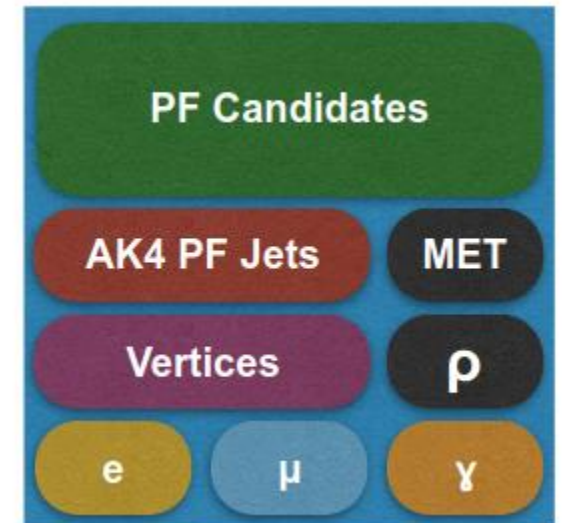 PF Candidates
AK4 PF Jets
MET
Vertices
ρ
e
μ
γ